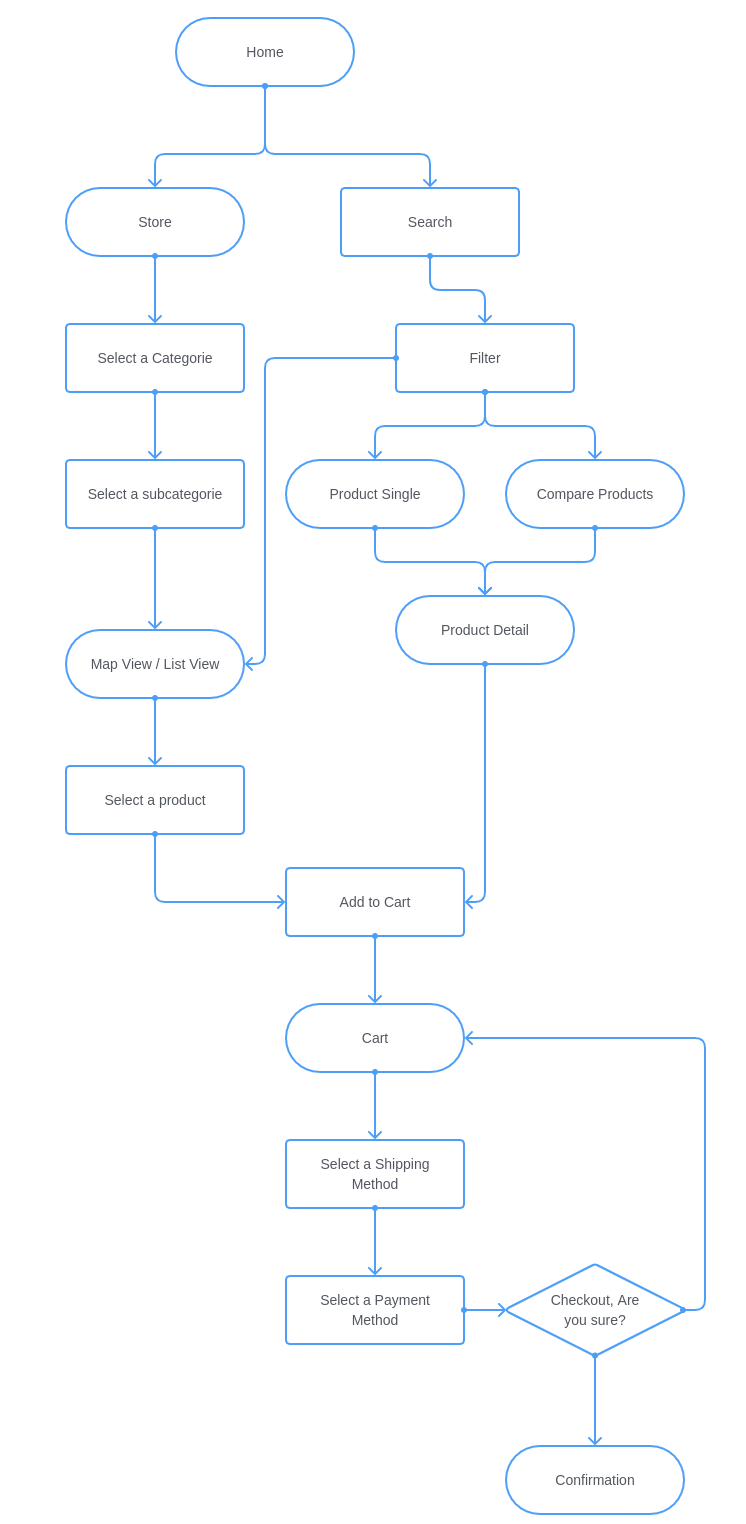 Home
Store
Search
Select a Categorie
Filter
Select a subcategorie
Product Single
Compare Products
Map View / List View
Product Detail
Select a product
Add to Cart
Cart
Select a Shipping
Method
Select a Payment
Method
Checkout, Are
you sure?
Confirmation